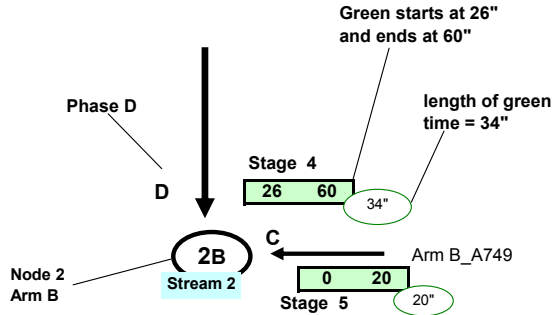 Green starts at 26"
and ends at 60"
Phase D
length of green
time = 34"
Stage 4
D
26 60
34"
C
2B
Arm B_A749
Node 2
Arm B
Stream 2
0 20
Stage 5
20"